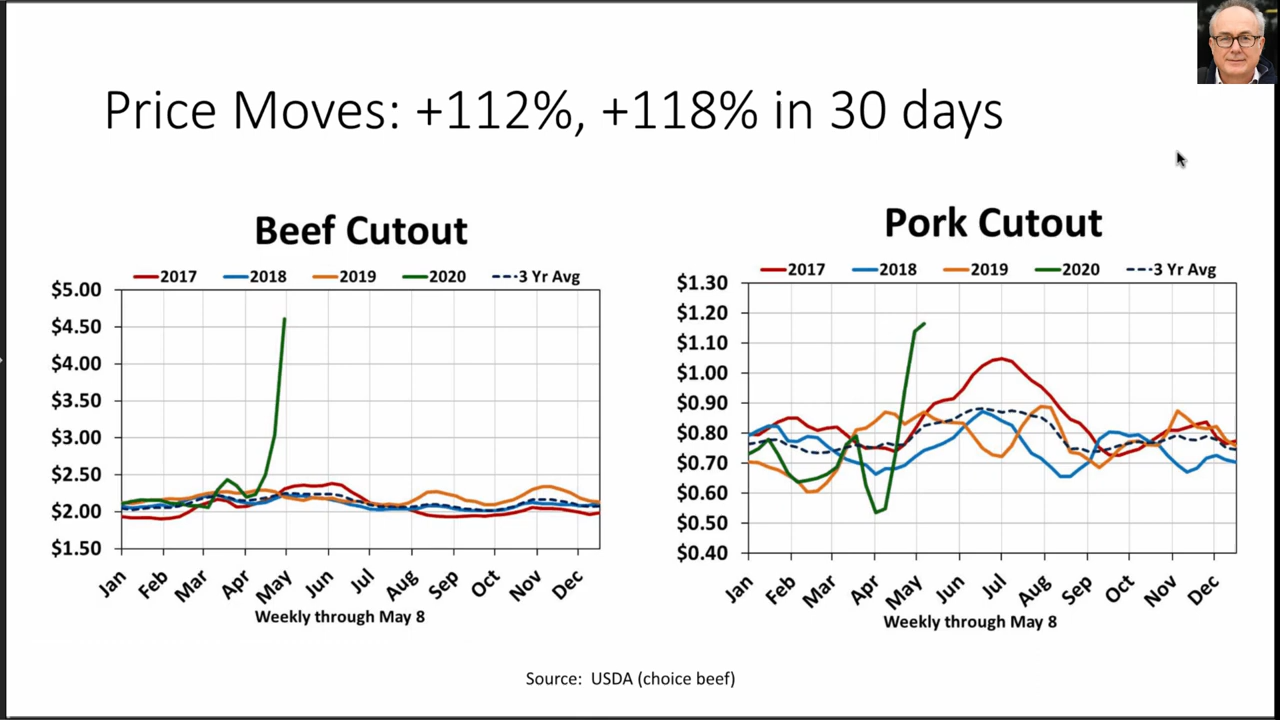 Price Moves: +112%, +118% in 30 days
Beef Cutout
2017 2018 2019 2020 3 Yr Avg
$5.00
$4.50
$4.00
$3.50
$3.00
$2.50
$2.00
$1.50
Jan Feb Mar Apr May Jun Jul Aug Sep Oct Nov Dec
Weekly through May 8
Pork Cutout
2017 2018 2019 2020 3 Yr Avg
$1.30
$1.20
$1.10
$1.00
$0.90
$0.80
$0.70
$0.60
$0.50
$0.40
Jan Feb Mar Apr May Jun Jul Aug Sep Oct Nov Dec
Weekly through May 8
Source: USDA (choice beef)